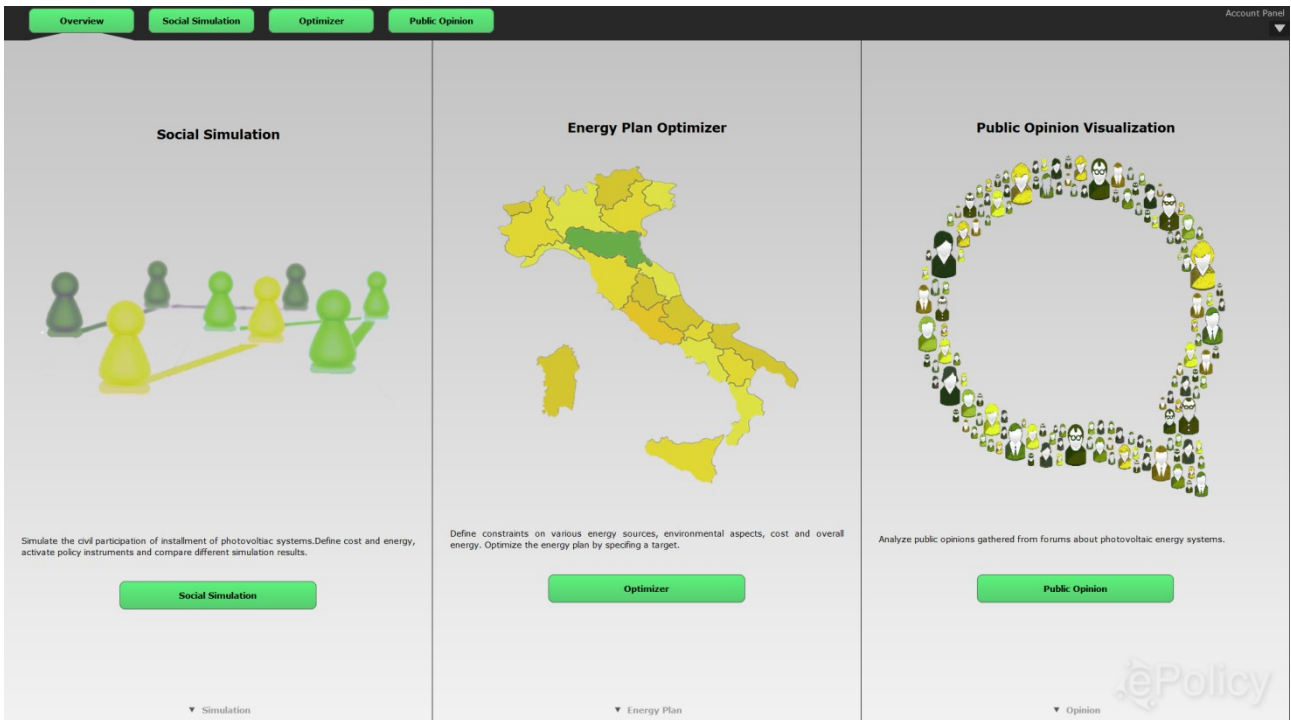 Overview
Social Simulation
Optimizer
Public Opinion
Account Panel
Social Simulation
Simulate the civil participation of installment of photovoltiac systems.Define cost and energy,
activate policy instruments and compare different simulation results.
Social Simulation
▼ Simulation
Energy Plan Optimizer
Define constraints on various energy sources, environmental aspects, cost and overall
energy. Optimize the energy plan by specifing a target.
Optimizer
▼ Energy Plan
Public Opinion Visualization
Analyze public opinions gathered from forums about photovoltaic energy systems.
Public Opinion
▼ Opinion
ePolicy